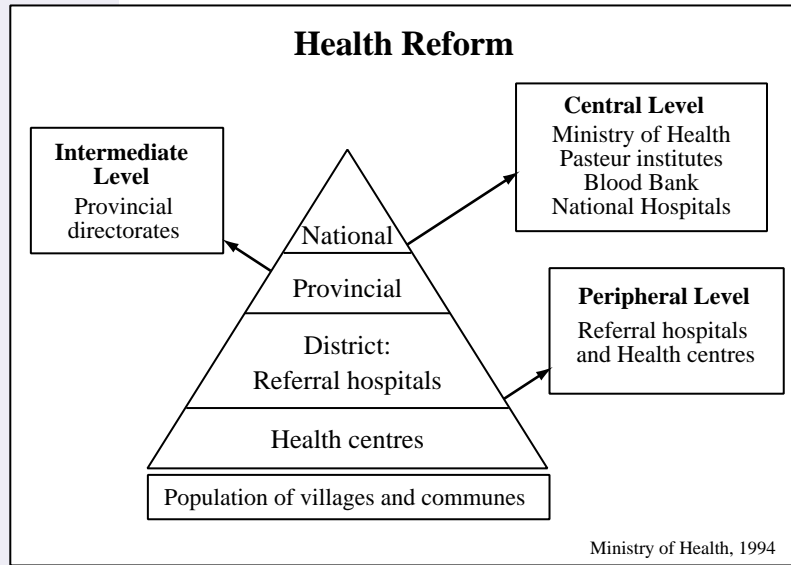 Health Reform
Central Level
Ministry of Health
Pasteur institutes
Blood Bank
National Hospitals
Intermediate
Level
Provincial
directorates
National
Provincial
District:
Referral hospitals
Health centres
Peripheral Level
Referral hospitals
and Health centres
Population of villages and communes
Ministry of Health, 1994